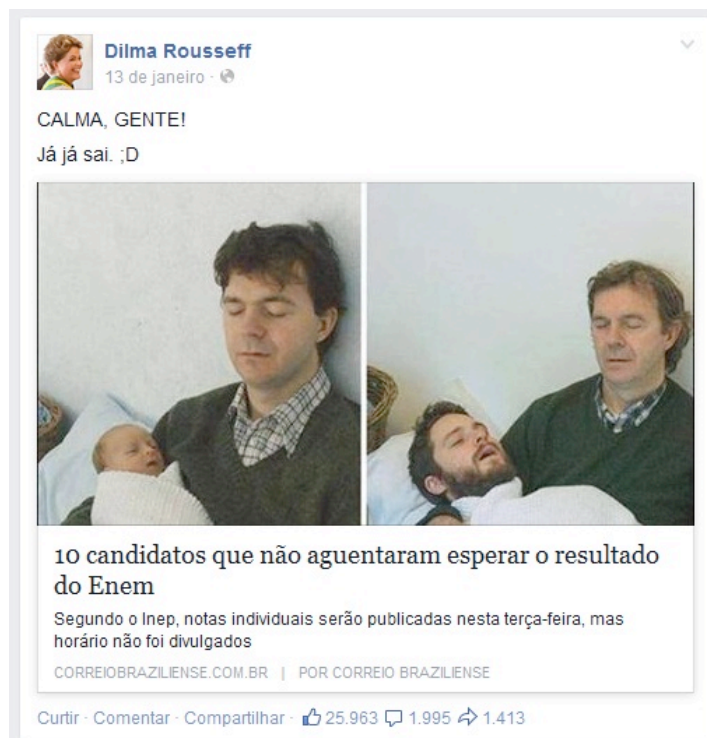 Dilma Rousseff
13 de janeiro ·
CALMA, GENTE!
Já já sai. ;D
10 candidatos que não aguentaram esperar o resultado
do Enem
Segundo o Inep, notas individuais serão publicadas nesta terça-feira, mas
horário não foi divulgados
CORREIOBRAZILIENSE.COM.BR | POR CORREIO BRAZILIENSE
Curtir · Comentar · Compartilhar · 25.963 1.995 1.413